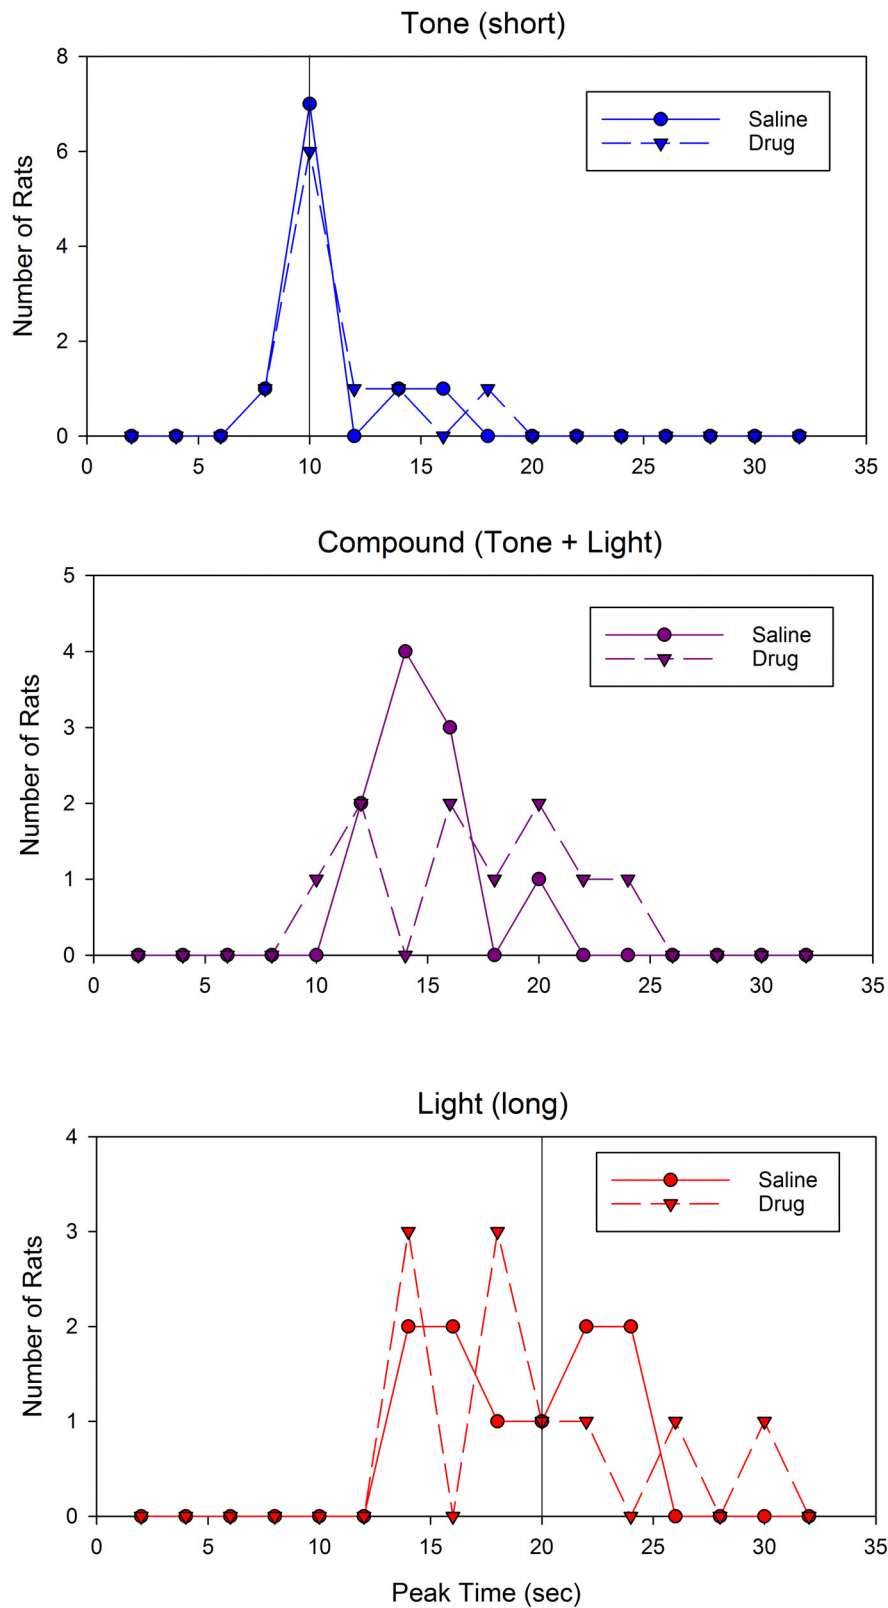 Tone (short)
8
Saline
Drug
6
Number of Rats
4
2
0
0 5 10 15 20 25 30 35
Compound (Tone + Light)
5
Saline
Drug
4
3
Number of Rats
2
1
0
0 5 10 15 20 25 30 35
Light (long)
4
Saline
Drug
3
Number of Rats
2
1
0
0 5 10 15 20 25 30 35
Peak Time (sec)